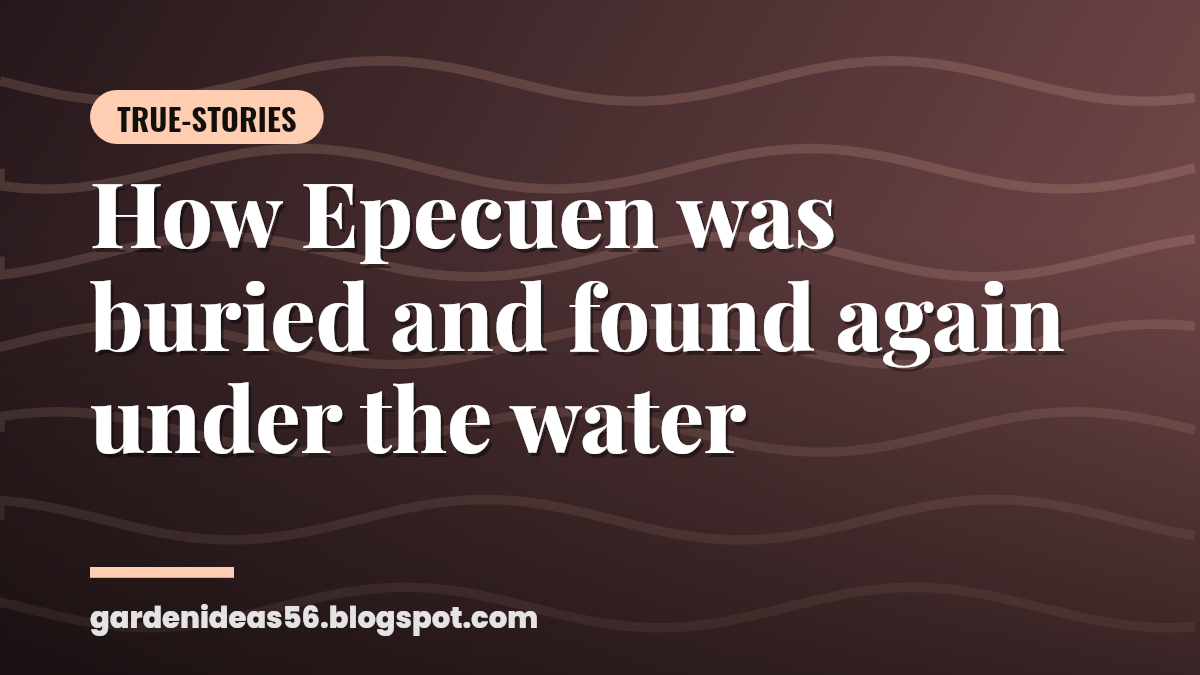 TRUE-STORIES
How Epecuen was
buried and found again
under the water
gardenideas56.blogspot.com